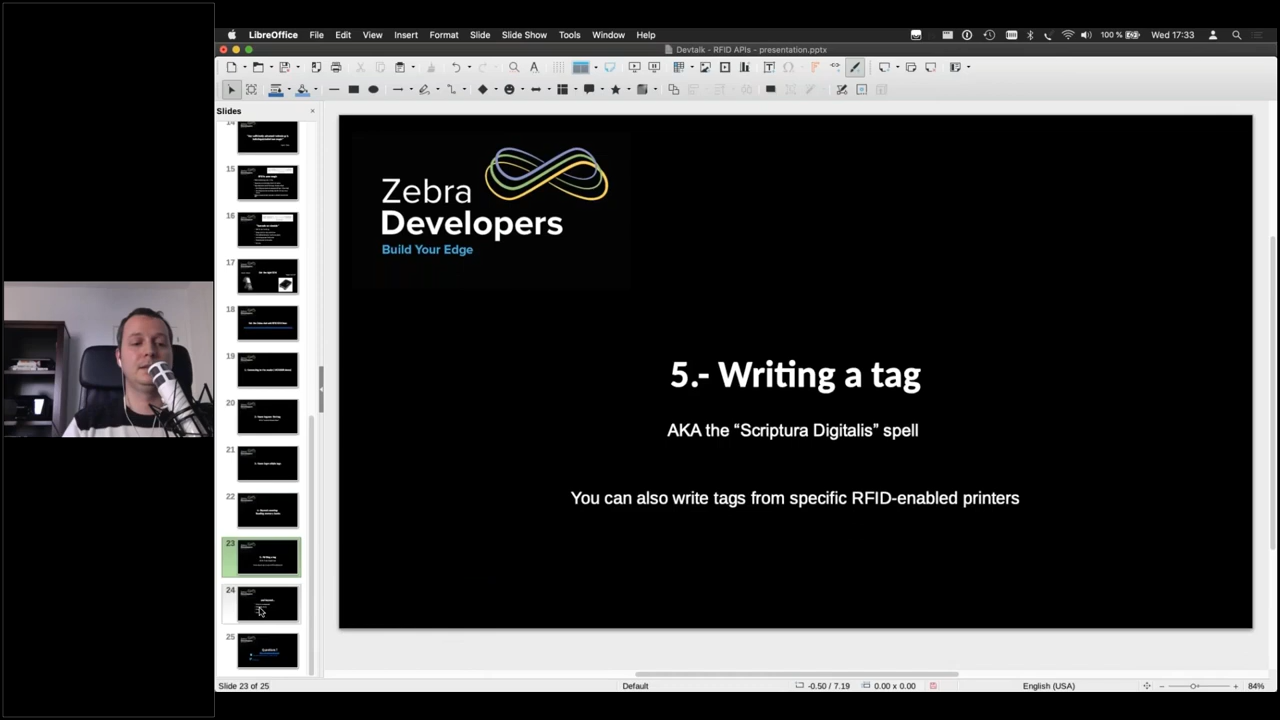 LibreOffice File Edit View Insert Format Slide Slide Show Tools Window Help 100 % Wed 17:33
Devtalk - RFID APIs - presentation.pptx
Slides
14
15
16
17
18
19
20
21
22
23
24
25
Zebra
Developers
Build Your Edge
5.- Writing a tag
AKA the “Scriptura Digitalis” spell
You can also write tags from specific RFID-enabled printers
Slide 23 of 25 Default -0.50 / 7.19 0.00 x 0.00 English (USA) 84%